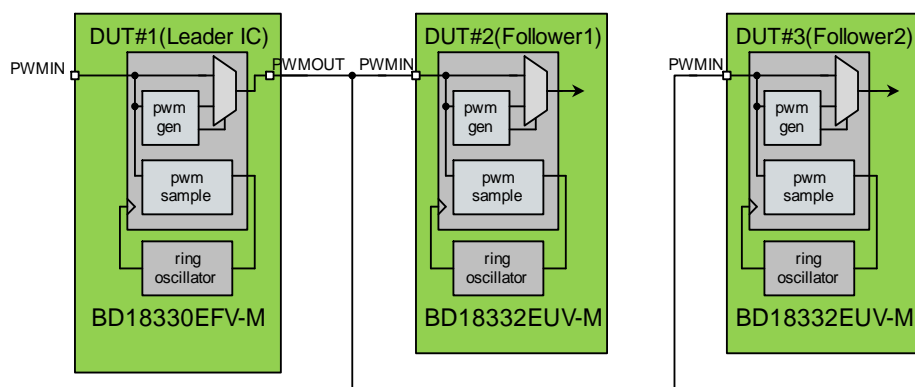 DUT#1(Leader IC)
DUT#2(Follower1)
DUT#3(Follower2)
PWMIN
PWMOUT
PWMIN
PWMIN
pwm
gen
pwm
gen
pwm
gen
pwm
sample
pwm
sample
pwm
sample
ring
oscillator
ring
oscillator
ring
oscillator
BD18330EFV-M
BD18332EUV-M
BD18332EUV-M